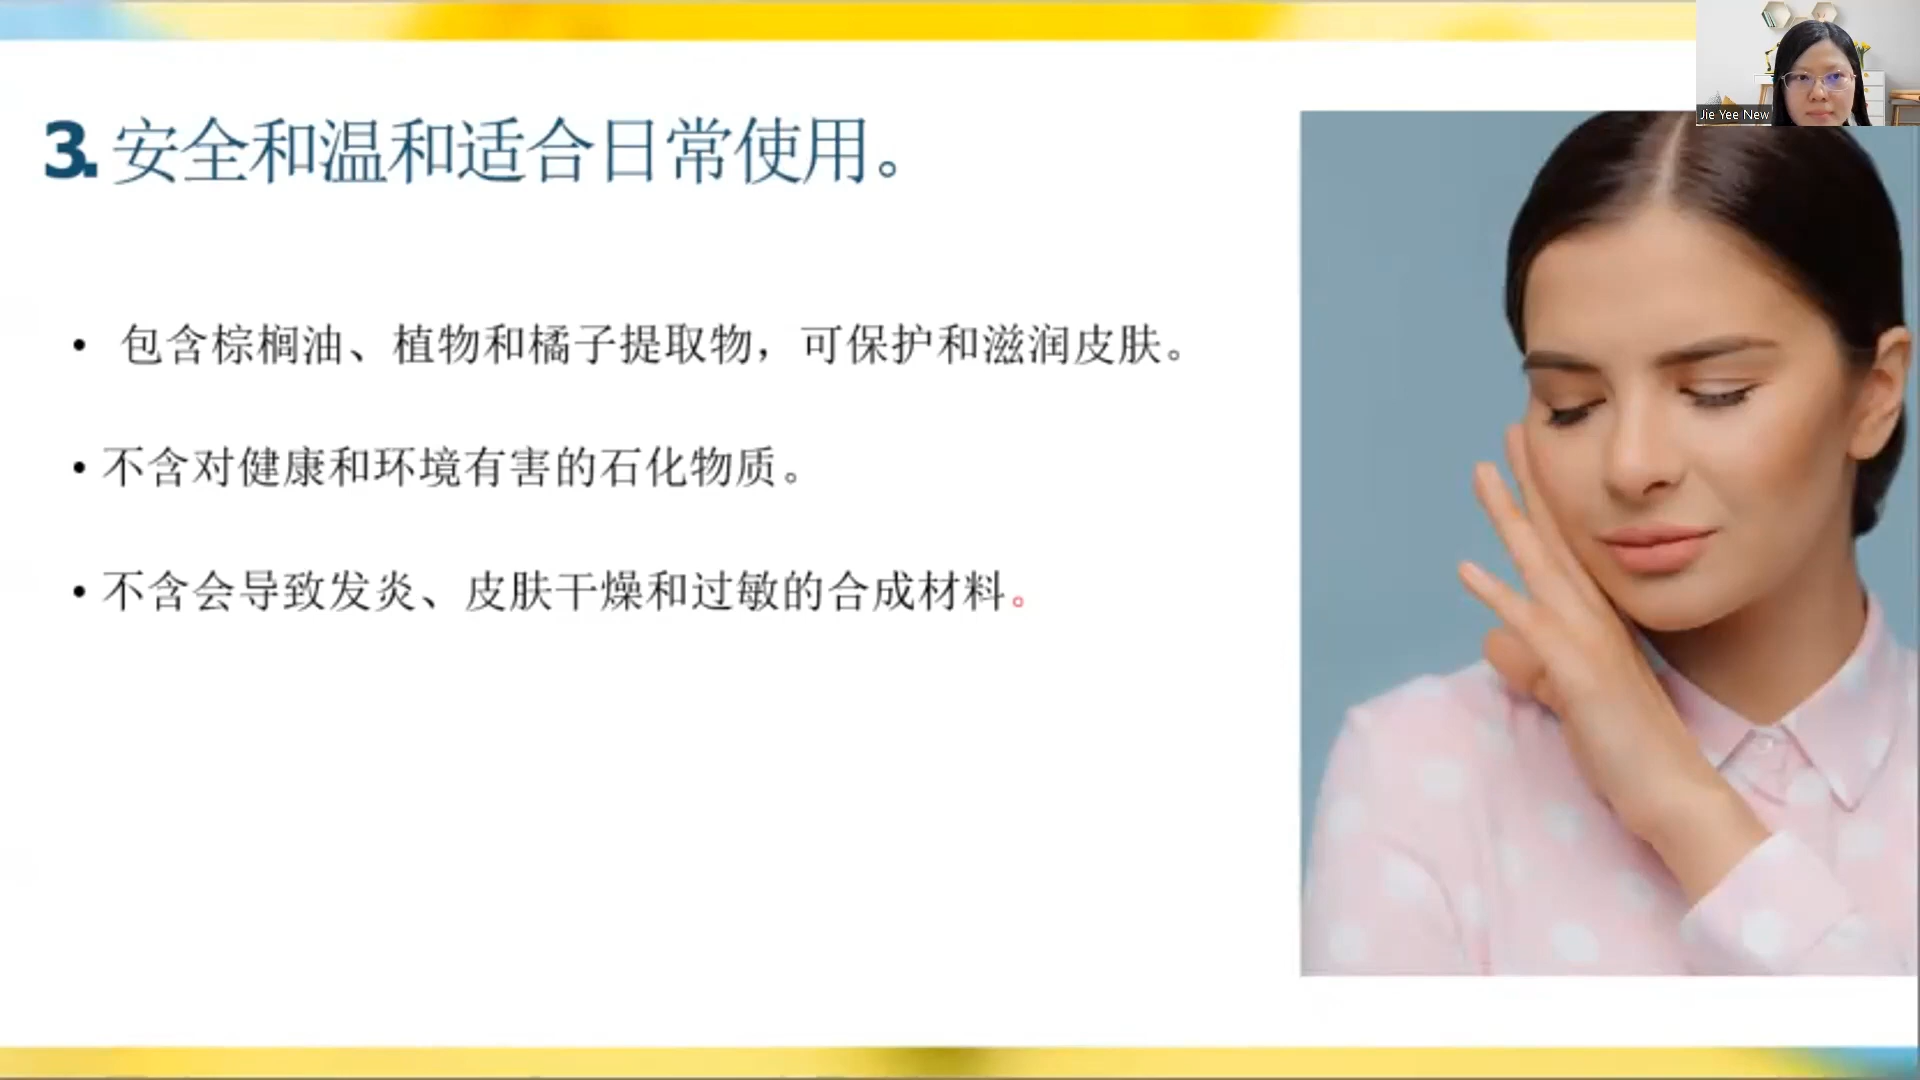 Jie Yee New
3. 安全和温和适合日常使用。
• 包含棕榈油、植物和橘子提取物，可保护和滋润皮肤。
• 不含对健康和环境有害的石化物质。
• 不含会导致发炎、皮肤干燥和过敏的合成材料。